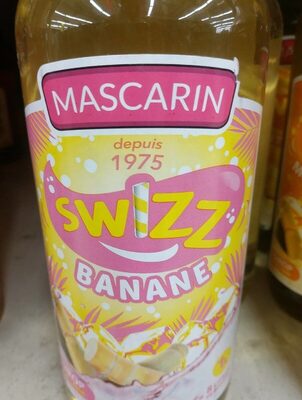 MASCARIN
depuis
1975
SWIZZ
BANANE